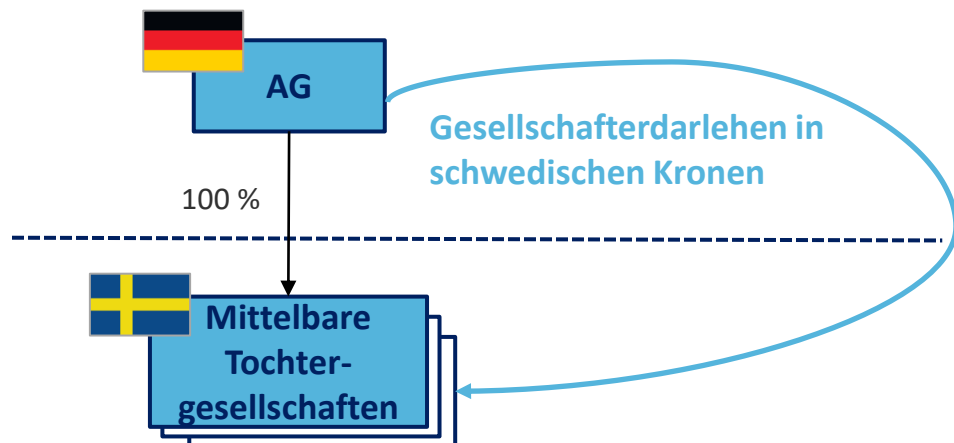 AG
Gesellschafterdarlehen in
schwedischen Kronen
100 %
Mittelbare
Tochter-
gesellschaften